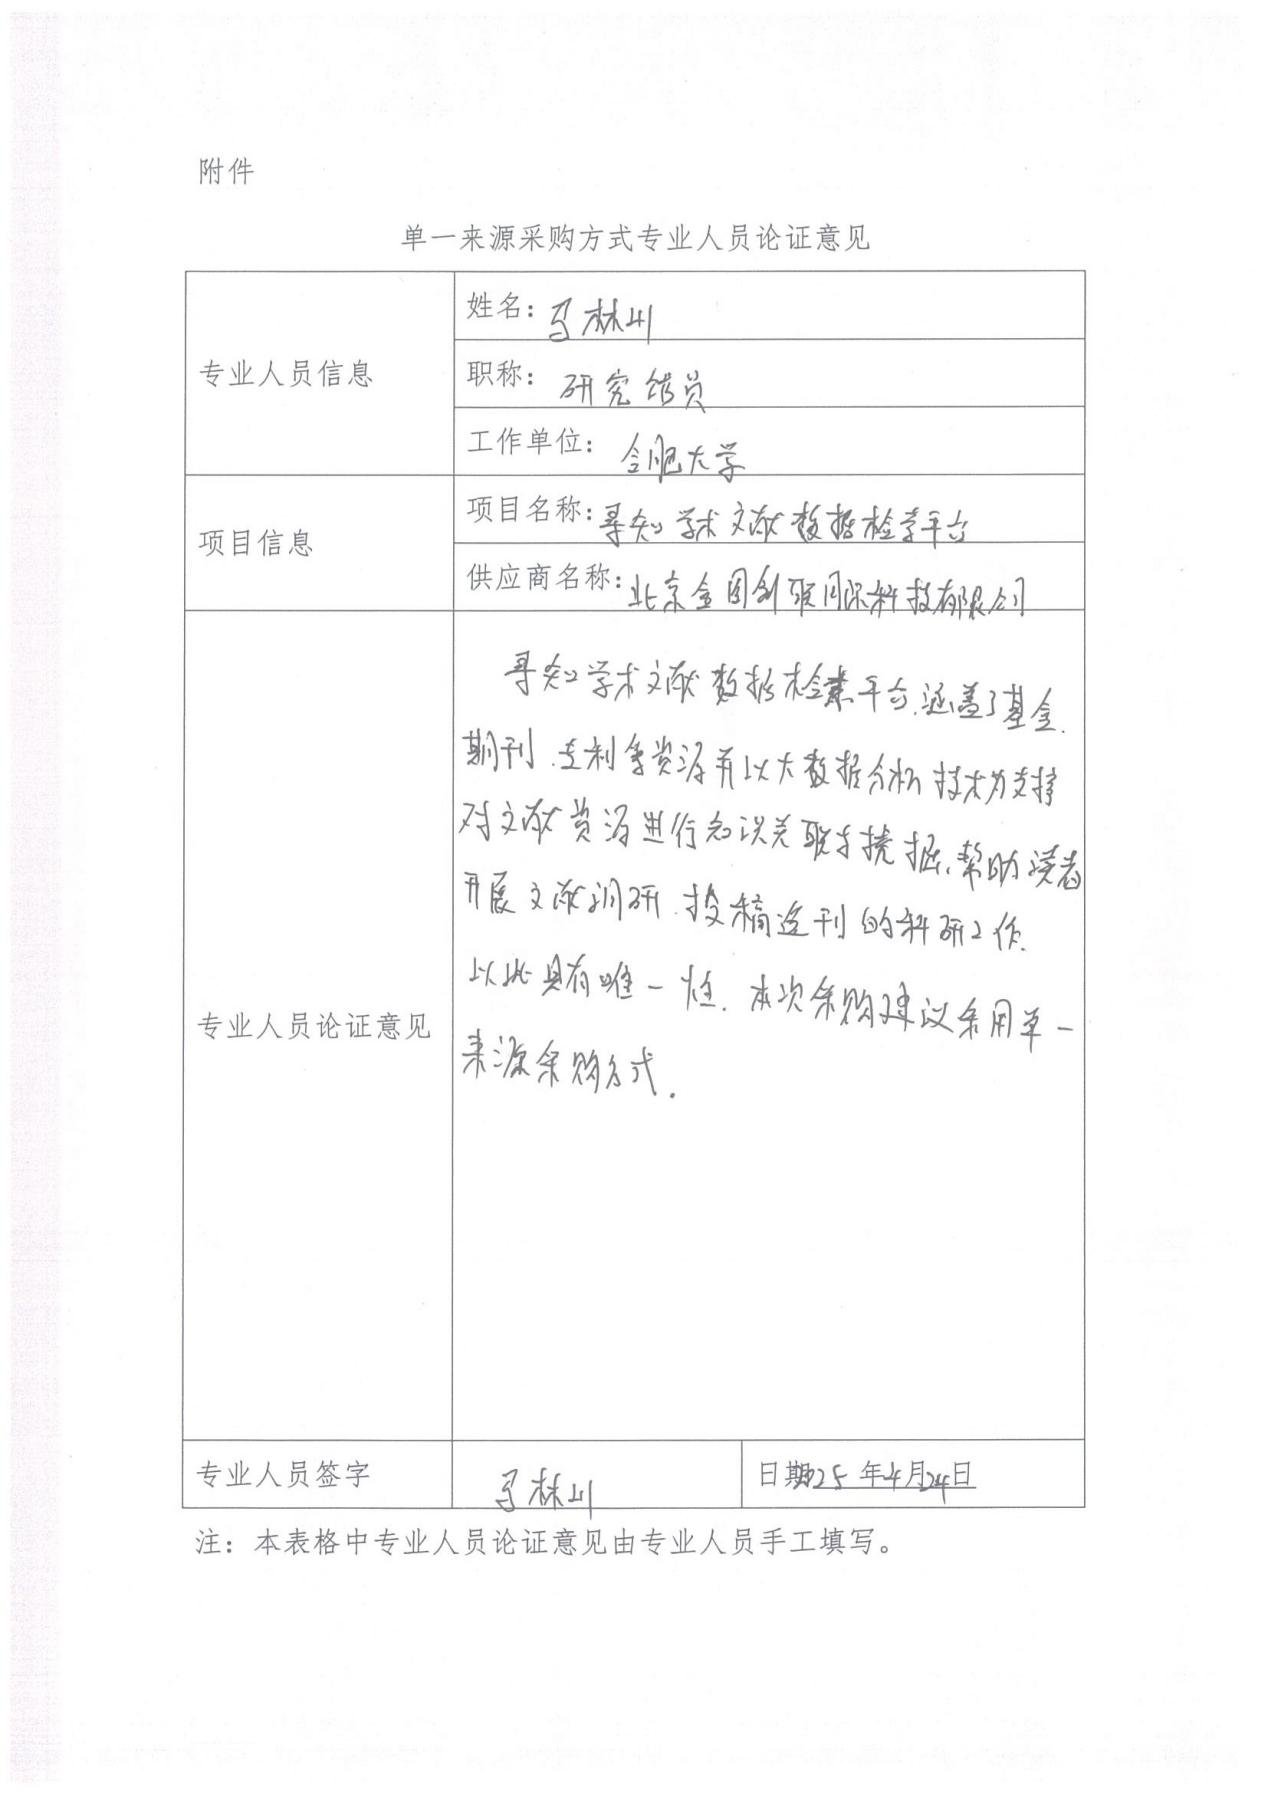 附件
单一来源采购方式专业人员论证意见
专业人员信息
姓名：马林山
职称：研究馆员
工作单位：合肥大学
项目信息
项目名称：寻知学术文献数据检索平台
供应商名称：北京金图创联国际科技有限公司
专业人员论证意见
寻知学术文献数据检索平台，涵盖了基金、
期刊、专利等资源并以大数据分析技术为支撑
对文献资源进行知识关联与挖掘，帮助读者
开展文献调研、投稿选刊的科研工作，
以此具有唯一性，本次采购建议采用单一
来源采购方式.
专业人员签字
马林山
日期2025年4月24日
注：本表格中专业人员论证意见由专业人员手工填写。